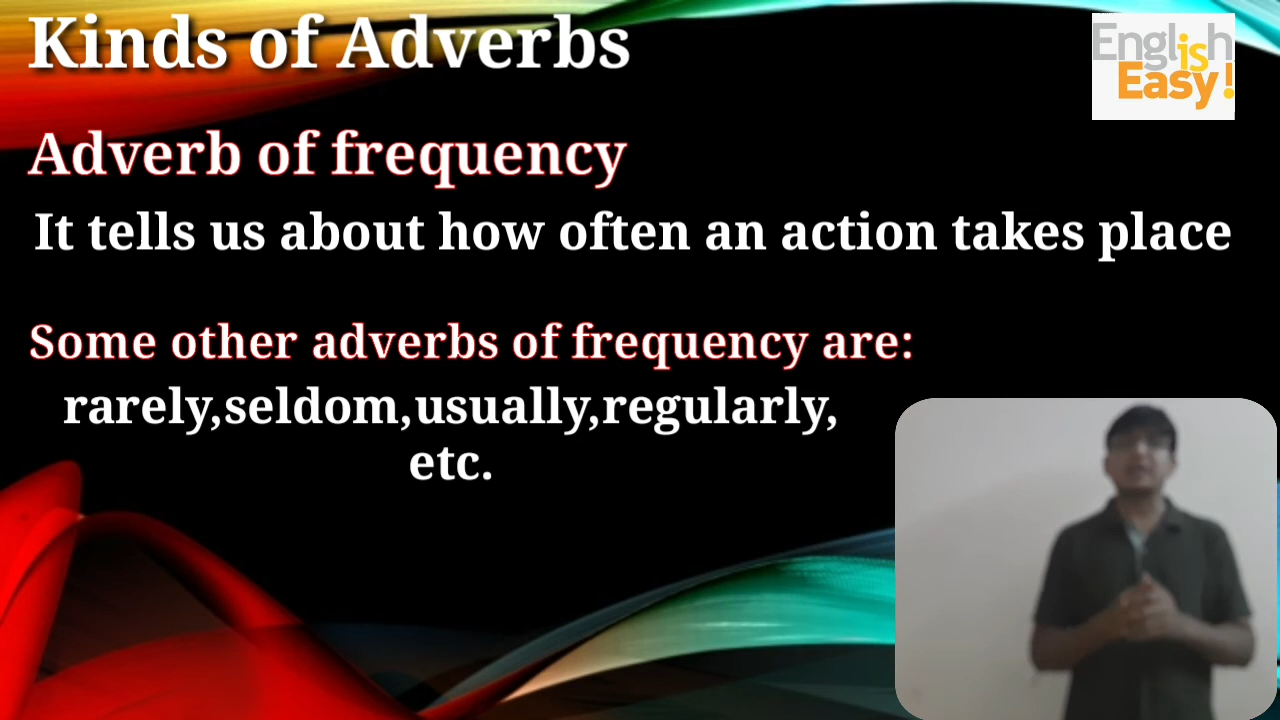 Kinds of Adverbs
English
Easy!
Adverb of frequency
It tells us about how often an action takes place
Some other adverbs of frequency are:
rarely,seldom,usually,regularly,
etc.